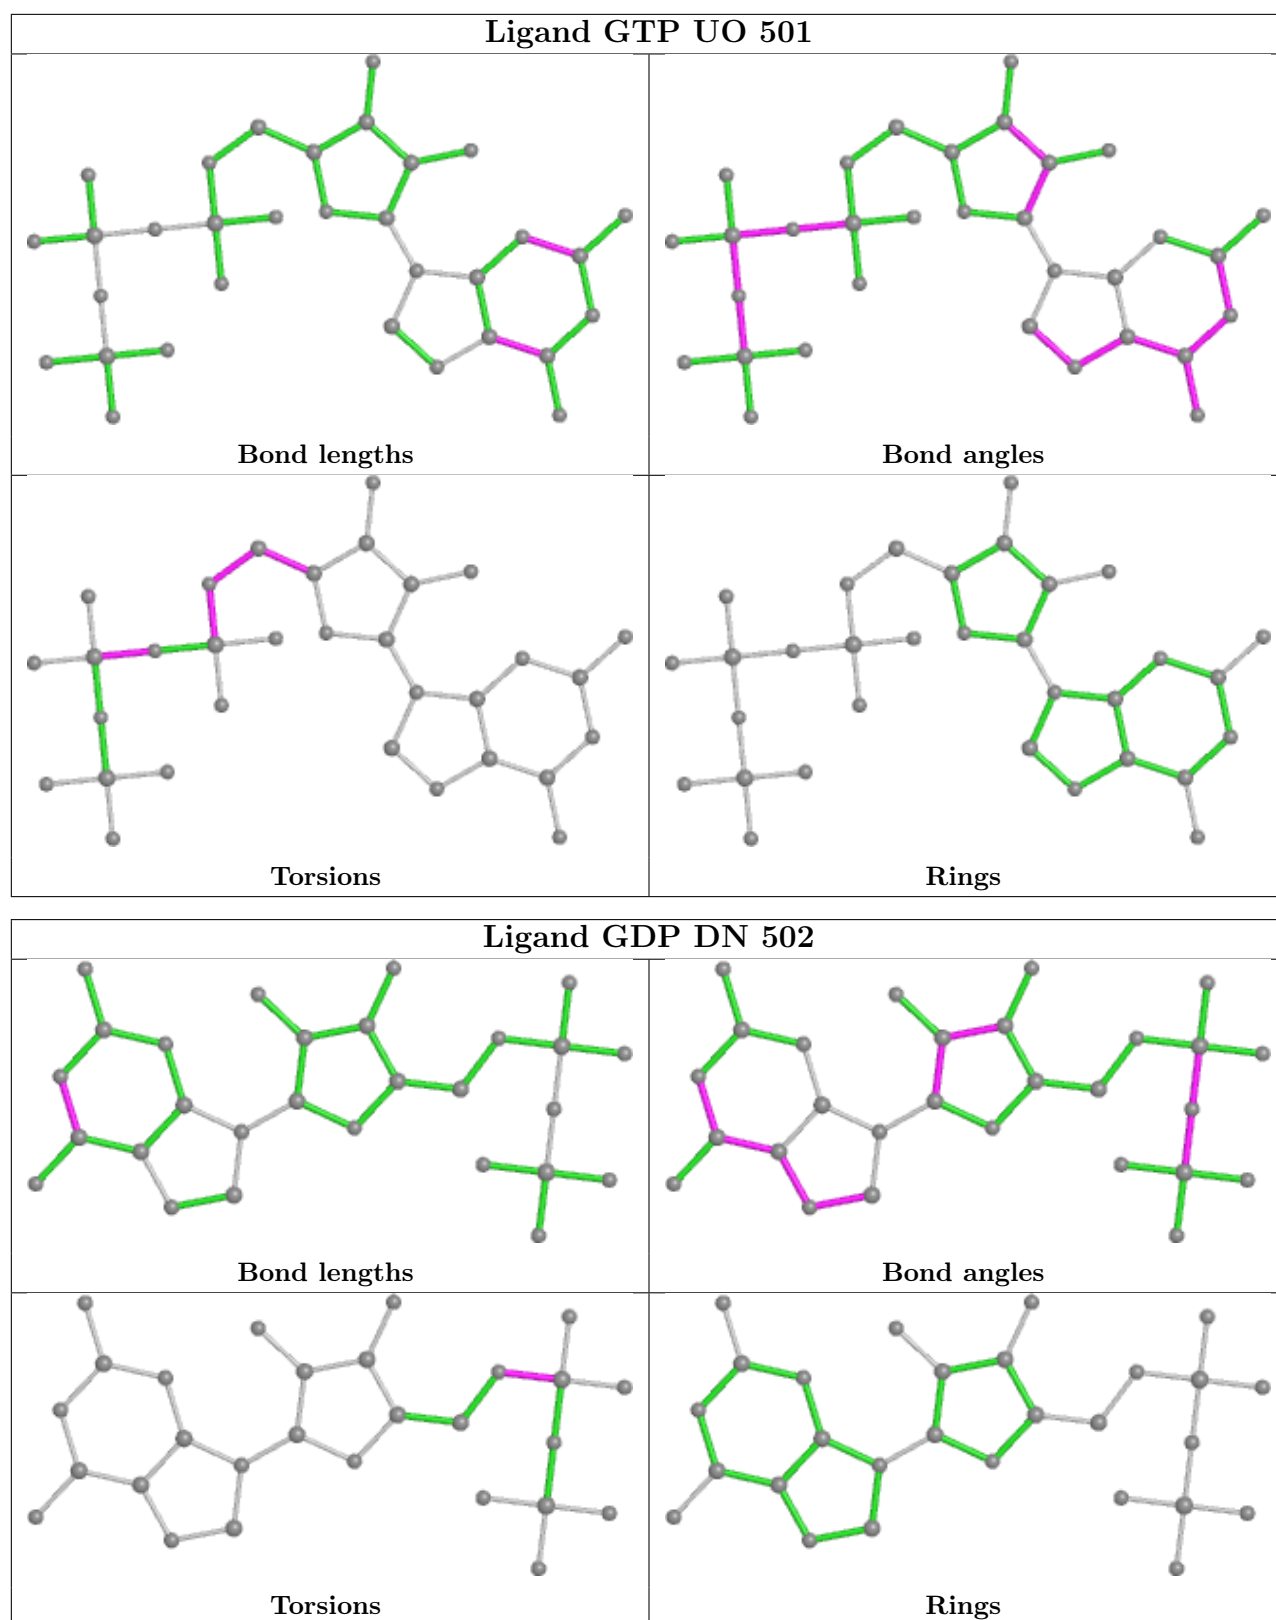 Ligand GTP UO 501
Bond lengths
Bond angles
Torsions
Rings
Ligand GDP DN 502
Bond lengths
Bond angles
Torsions
Rings